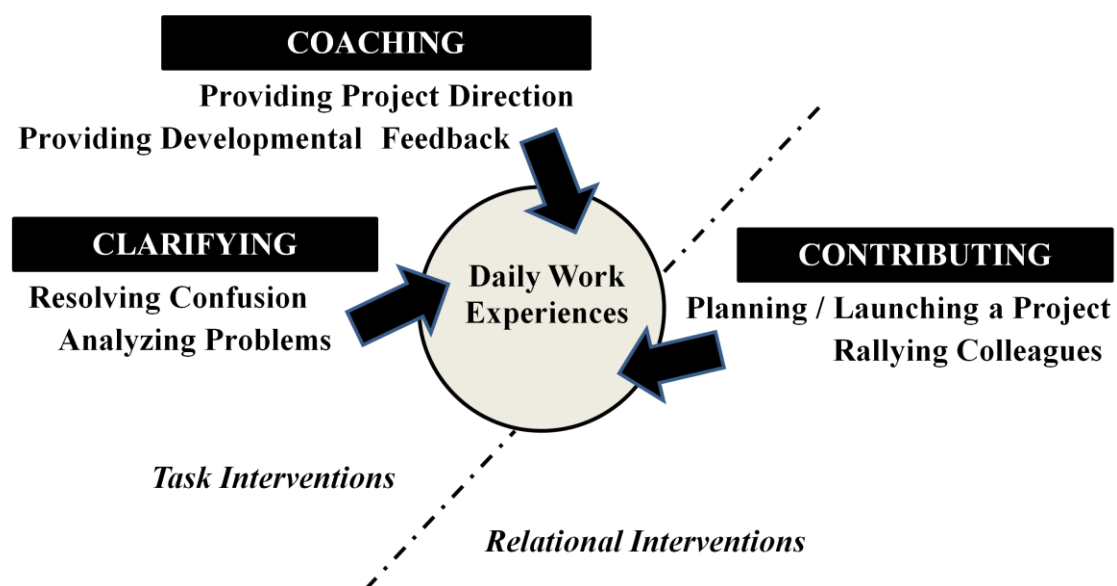 COACHING
Providing Project Direction
Providing Developmental Feedback
CLARIFYING
Resolving Confusion
Analyzing Problems
Daily Work
Experiences
CONTRIBUTING
Planning / Launching a Project
Rallying Colleagues
Task Interventions
Relational Interventions